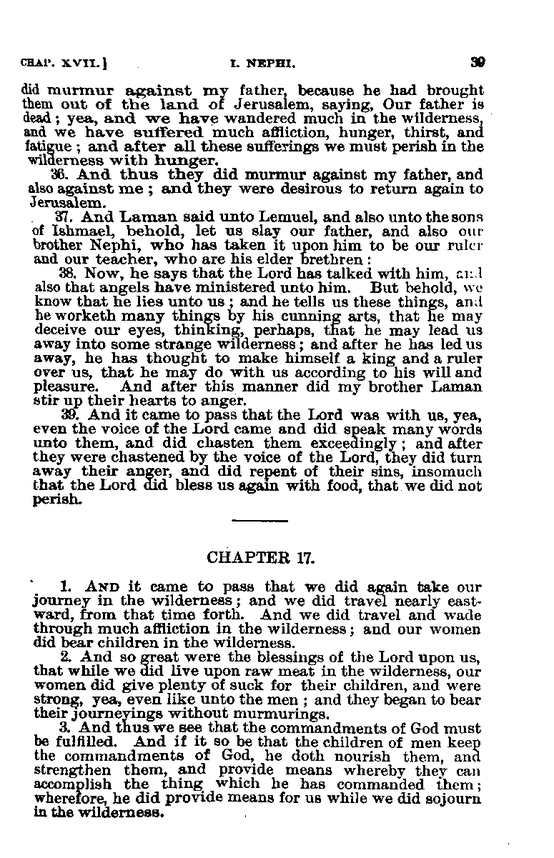 CHAP. XVII.] I. NEPHI. 39
did murmur against my father, because he had brought
them out of the land of Jerusalem, saying, Our father is
dead; yea, and we have wandered much in the wilderness,
and we have suffered much affliction, hunger, thirst, and
fatigue; and after all these sufferings we must perish in the
wilderness with hunger.
36. And thus they did murmur against my father, and
also against me; and they were desirous to return again to
Jerusalem.
37. And Laman said unto Lemuel, and also unto the sons
of Ishmael, behold, let us slay our father, and also our
brother Nephi, who has taken it upon him to be our ruler
and our teacher, who are his elder brethren:
38. Now, he says that the Lord has talked with him, and
also that angels have ministered unto him. But behold, we
know that he lies unto us; and he tells us these things, and
he worketh many things by his cunning arts, that he may
deceive our eyes, thinking, perhaps, that he may lead us
away into some strange wilderness; and after he has led us
away, he has thought to make himself a king and a ruler
over us, that he may do with us according to his will and
pleasure. And after this manner did my brother Laman
stir up their hearts to anger.
39. And it came to pass that the Lord was with us, yea,
even the voice of the Lord came and did speak many words
unto them, and did chasten them exceedingly; and after
they were chastened by the voice of the Lord, they did turn
away their anger, and did repent of their sins, insomuch
that the Lord did bless us again with food, that we did not
perish.
CHAPTER 17.
1. AND it came to pass that we did again take our
journey in the wilderness; and we did travel nearly east-
ward, from that time forth. And we did travel and wade
through much affliction in the wilderness; and our women
did bear children in the wilderness.
2. And so great were the blessings of the Lord upon us,
that while we did live upon raw meat in the wilderness, our
women did give plenty of suck for their children, and were
strong, yea, even like unto the men; and they began to bear
their journeyings without murmurings.
3. And thus we see that the commandments of God must
be fulfilled. And if it so be that the children of men keep
the commandments of God, he doth nourish them, and
strengthen them, and provide means whereby they can
accomplish the thing which he has commanded them;
wherefore, he did provide means for us while we did sojourn
in the wilderness.